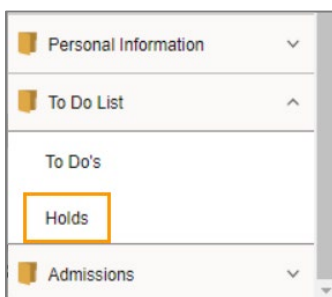 Personal Information
To Do List
To Do's
Holds
Admissions